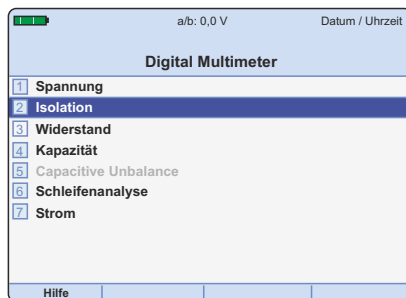 a/b: 0,0 V Datum / Uhrzeit
Digital Multimeter
1 Spannung
2 Isolation
3 Widerstand
4 Kapazität
5 Capacitive Unbalance
6 Schleifenanalyse
7 Strom
Hilfe